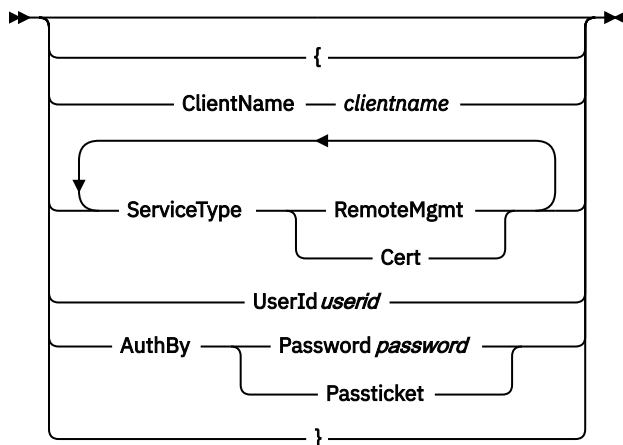 {
ClientName clientname
ServiceType RemoteMgmt
Cert
UserId userid
AuthBy Password password
Passticket
}